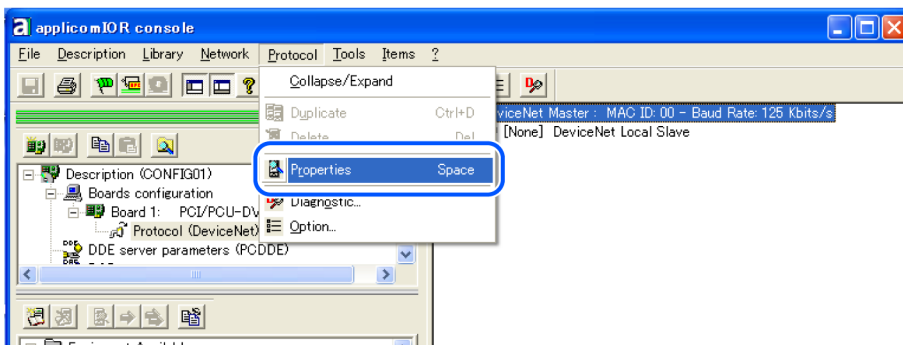 applicomIOR console
File Description Library Network Protocol Tools Items ?
Collapse/Expand
Duplicate Ctrl+D
Delete Del
Properties Space
Diagnostic...
Option...
viceNet Master : MAC ID: 00 - Baud Rate: 125 Kbits/s
[None] DeviceNet Local Slave
Description (CONFIG01)
Boards configuration
Board 1: PCI/PCU-DV
Protocol (DeviceNet)
DDE server parameters (PCDDE)